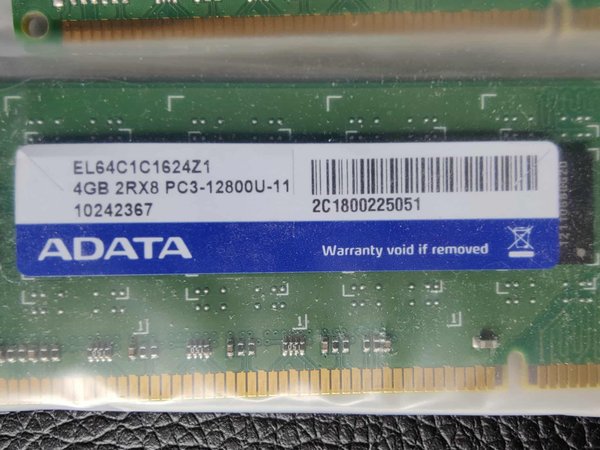 EL64C1C1624Z1
4GB 2RX8 PC3-12800U-11
10242367
2C1800225051
ADATA
Warranty void if removed